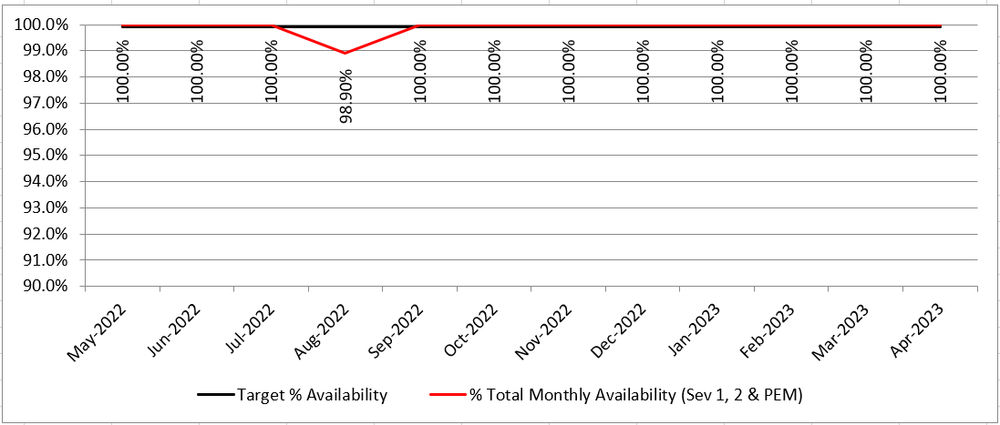 100.0%
99.0%
98.0%
97.0%
96.0%
95.0%
94.0%
93.0%
92.0%
91.0%
90.0%
100.00%
100.00%
100.00%
98.90%
100.00%
100.00%
100.00%
100.00%
100.00%
100.00%
100.00%
100.00%
May-2022
Jun-2022
Jul-2022
Aug-2022
Sep-2022
Oct-2022
Nov-2022
Dec-2022
Jan-2023
Feb-2023
Mar-2023
Apr-2023
Target % Availability
% Total Monthly Availability (Sev 1, 2 & PEM)